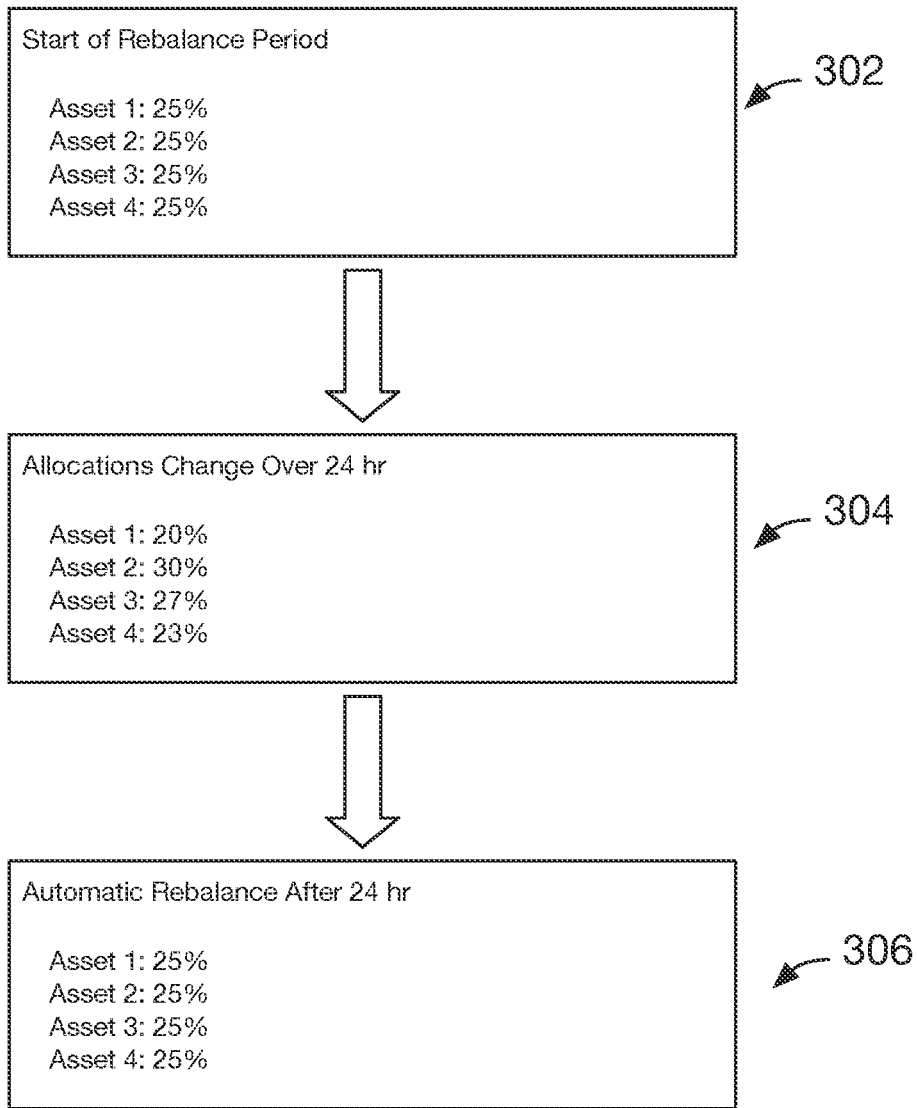 Start of Rebalance Period
302
Asset 1: 25%
Asset 2: 25%
Asset 3: 25%
Asset 4: 25%
Allocations Change Over 24 hr
304
Asset 1: 20%
Asset 2: 30%
Asset 3: 27%
Asset 4: 23%
Automatic Rebalance After 24 hr
306
Asset 1: 25%
Asset 2: 25%
Asset 3: 25%
Asset 4: 25%